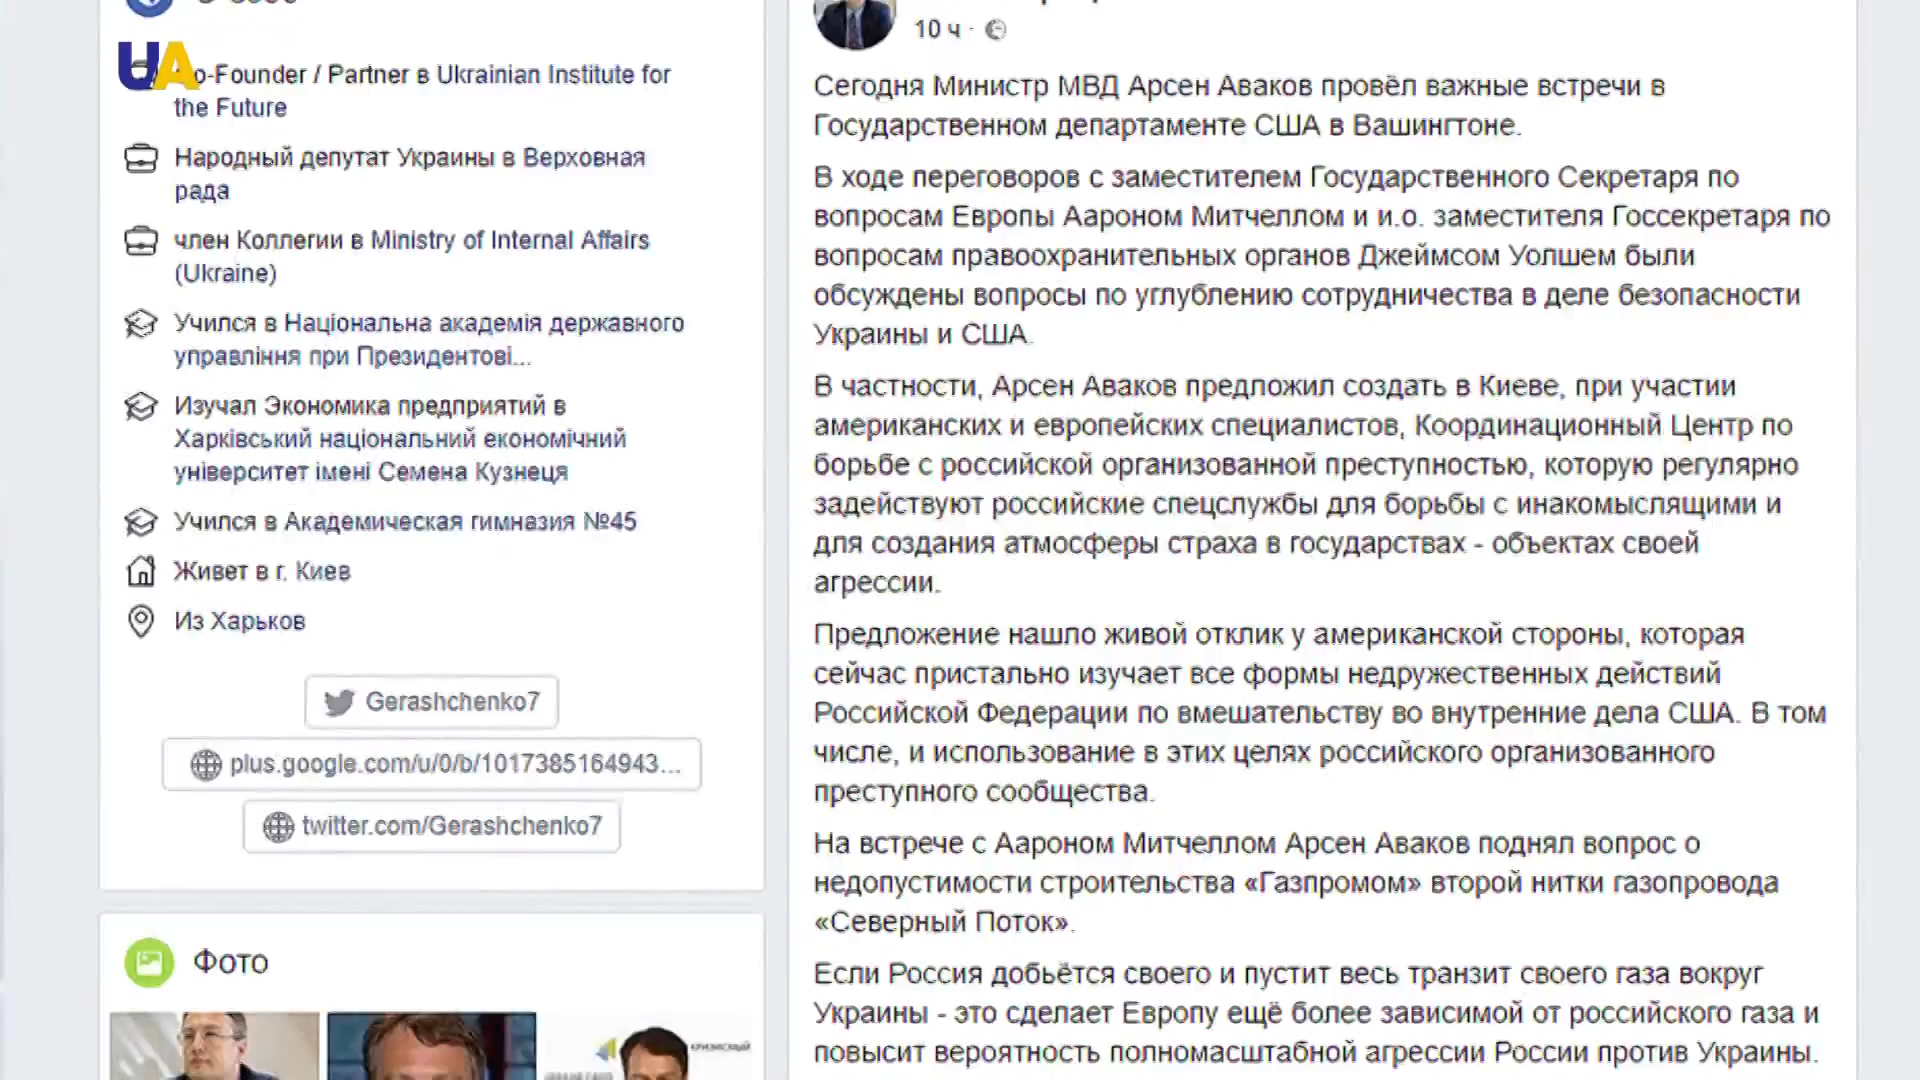 UA
o-Founder / Partner в Ukrainian Institute for
the Future
Народный депутат Украины в Верховная
рада
член Коллегии в Ministry of Internal Affairs
(Ukraine)
Учился в Національна академія державного
управління при Президентові...
Изучал Экономика предприятий в
Харківський національний економічний
університет імені Семена Кузнеця
Учился в Академическая гимназия №45
Живет в г. Киев
Из Харьков
Gerashchenko7
plus.google.com/u/0/b/1017385164943...
twitter.com/Gerashchenko7
Фото
10 ч ·
Сегодня Министр МВД Арсен Аваков провёл важные встречи в
Государственном департаменте США в Вашингтоне.
В ходе переговоров с заместителем Государственного Секретаря по
вопросам Европы Аароном Митчеллом и и.о. заместителя Госсекретаря по
вопросам правоохранительных органов Джеймсом Уолшем были
обсуждены вопросы по углублению сотрудничества в деле безопасности
Украины и США.
В частности, Арсен Аваков предложил создать в Киеве, при участии
американских и европейских специалистов, Координационный Центр по
борьбе с российской организованной преступностью, которую регулярно
задействуют российские спецслужбы для борьбы с инакомыслящими и
для создания атмосферы страха в государствах - объектах своей
агрессии.
Предложение нашло живой отклик у американской стороны, которая
сейчас пристально изучает все формы недружественных действий
Российской Федерации по вмешательству во внутренние дела США. В том
числе, и использование в этих целях российского организованного
преступного сообщества.
На встрече с Аароном Митчеллом Арсен Аваков поднял вопрос о
недопустимости строительства «Газпромом» второй нитки газопровода
«Северный Поток».
Если Россия добьётся своего и пустит весь транзит своего газа вокруг
Украины - это сделает Европу ещё более зависимой от российского газа и
повысит вероятность полномасштабной агрессии России против Украины.